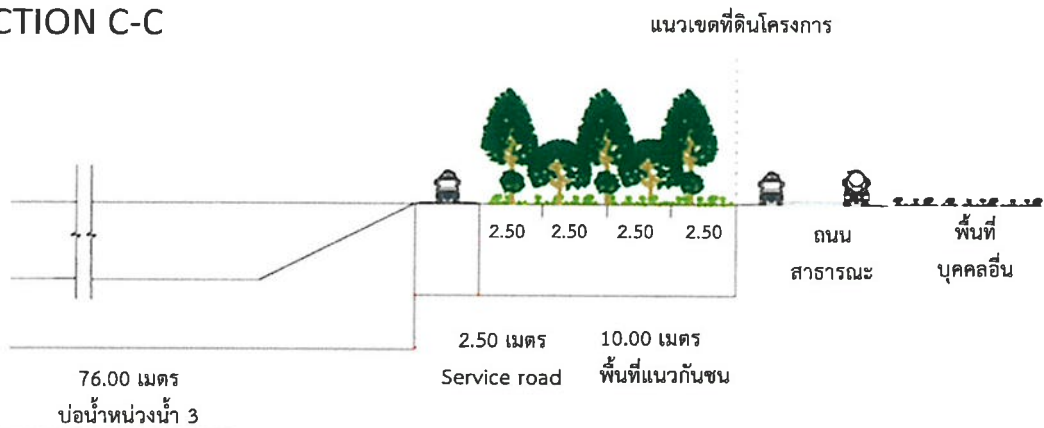 CTION C-C
แนวเขตที่ดินโครงการ
2.50 2.50 2.50 2.50
ถนน
สาธารณะ
พื้นที่
บุคคลอื่น
2.50 เมตร
Service road
10.00 เมตร
พื้นที่แนวกันชน
76.00 เมตร
บ่อน้ำหน่วงน้ำ 3